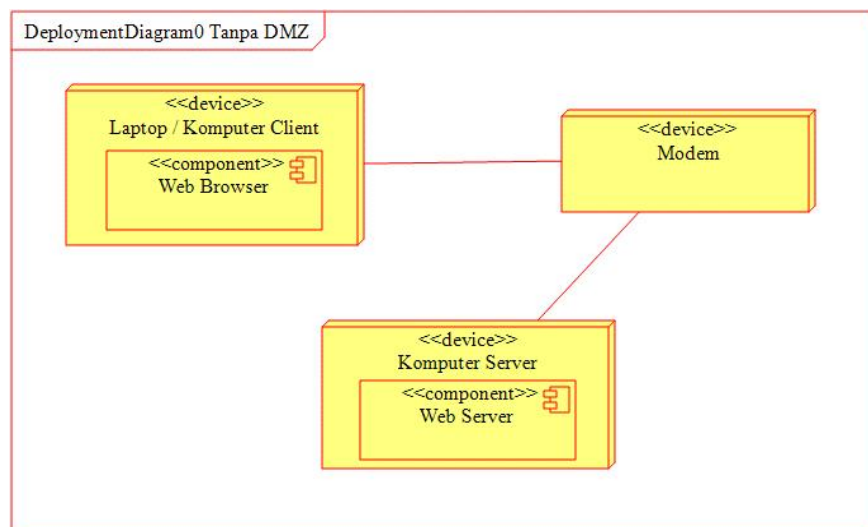 DeploymentDiagram0 Tanpa DMZ
<<device>>
Laptop / Komputer Client
<<component>>
Web Browser
<<device>>
Modem
<<device>>
Komputer Server
<<component>>
Web Server